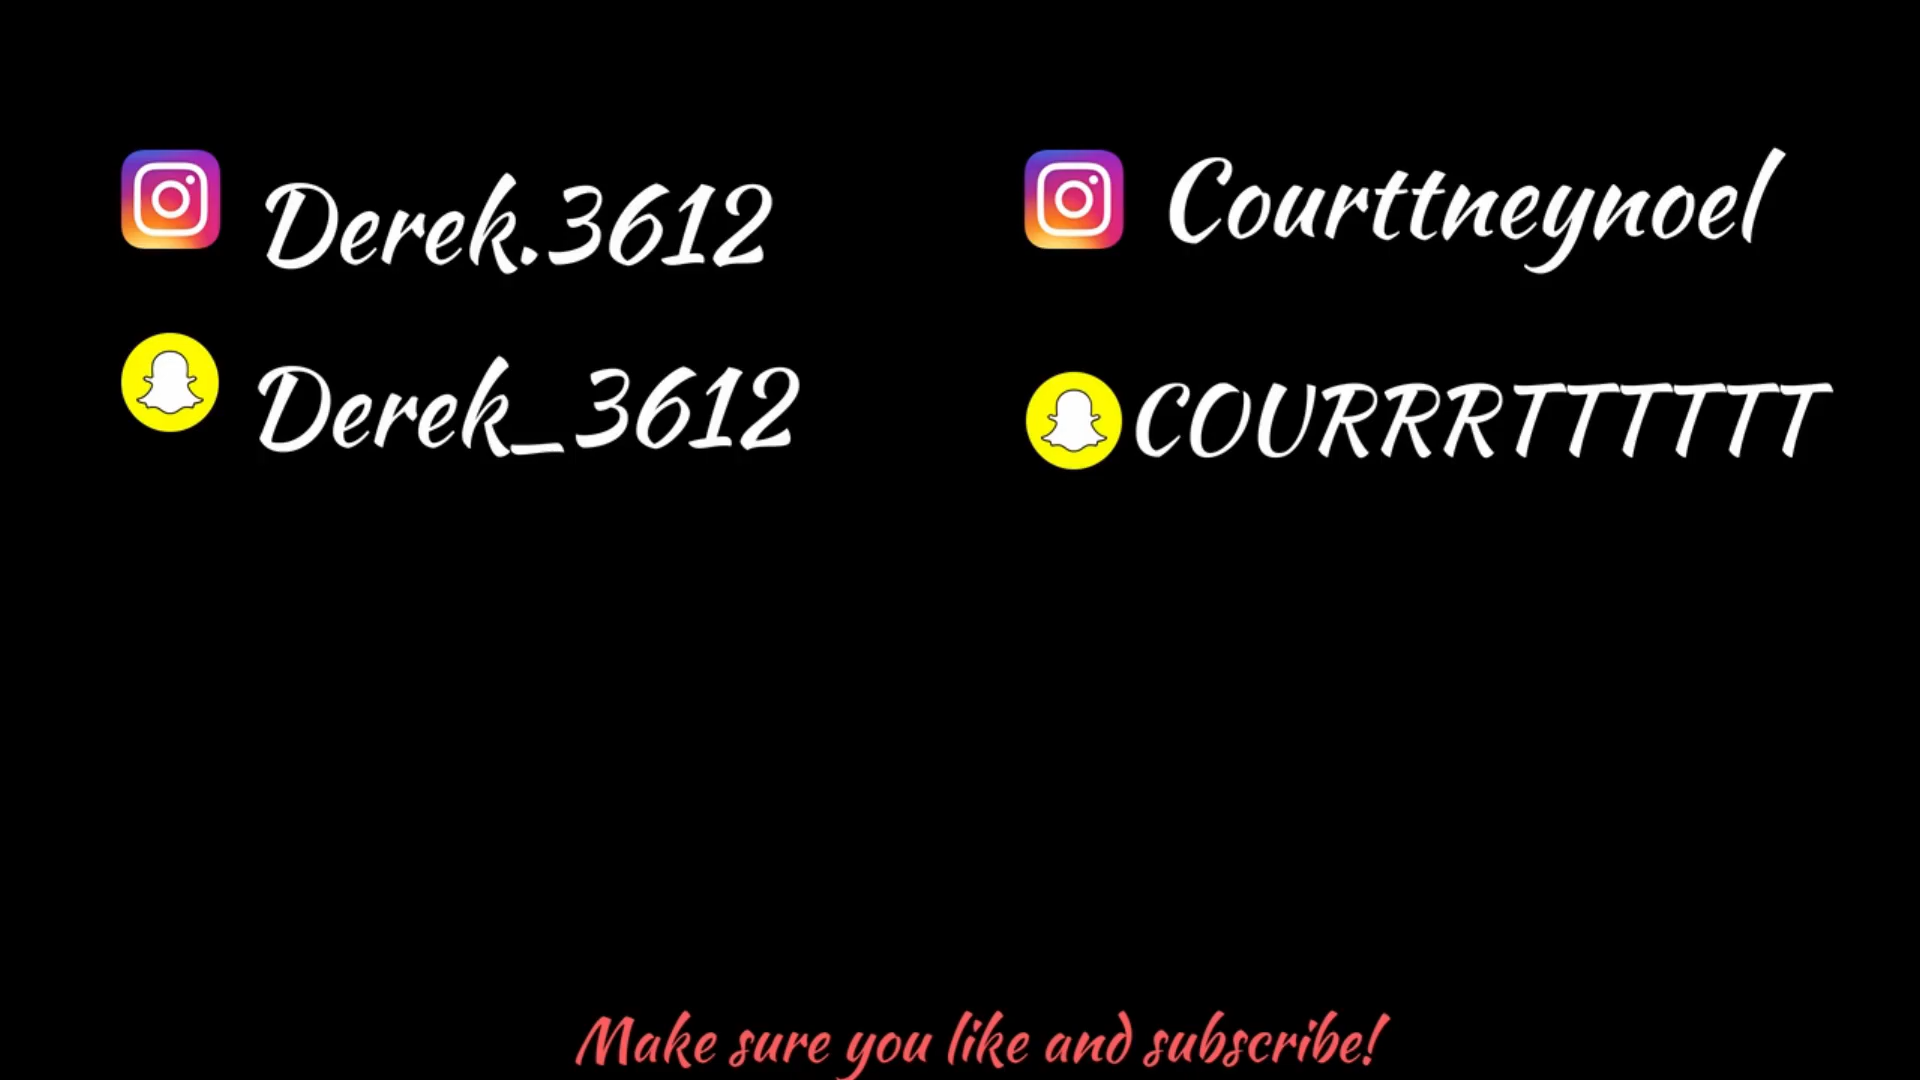 Derek.3612
Courttneynoel
Derek_3612
COURRRTTTTTT
Make sure you like and subscribe!